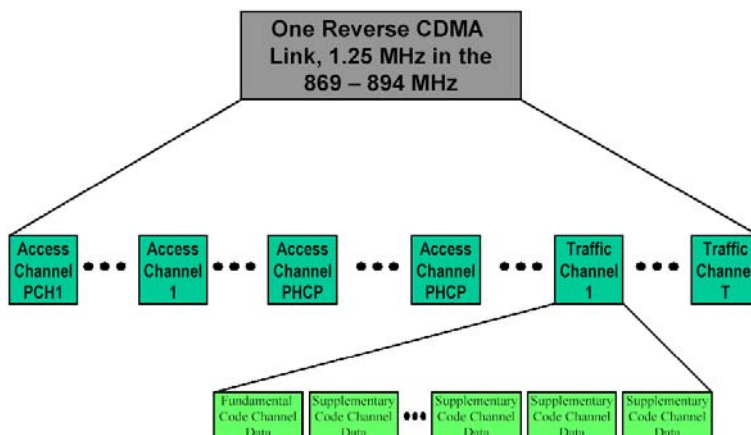 One Reverse CDMA
Link, 1.25 MHz in the
869 – 894 MHz
Access
Channel
PCH1
Access
Channel
1
Access
Channel
PHCP
Access
Channel
PHCP
Traffic
Channel
1
Traffic
Channel
T
Fundamental
Code Channel
Data
Supplementary
Code Channel
Data
Supplementary
Code Channel
Data
Supplementary
Code Channel
Data
Supplementary
Code Channel
Data